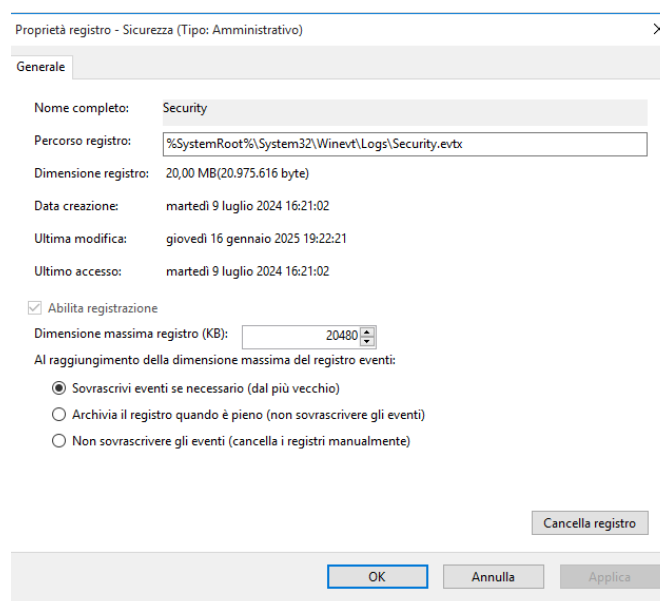 Proprietà registro - Sicurezza (Tipo: Amministrativo)
Generale
Nome completo: Security
Percorso registro: %SystemRoot%\System32\Winevt\Logs\Security.evtx
Dimensione registro: 20,00 MB(20.975.616 byte)
Data creazione: martedì 9 luglio 2024 16:21:02
Ultima modifica: giovedì 16 gennaio 2025 19:22:21
Ultimo accesso: martedì 9 luglio 2024 16:21:02
Abilita registrazione
Dimensione massima registro (KB): 20480
Al raggiungimento della dimensione massima del registro eventi:
Sovrascrivi eventi se necessario (dal più vecchio)
Archivia il registro quando è pieno (non sovrascrivere gli eventi)
Non sovrascrivere gli eventi (cancella i registri manualmente)
Cancella registro
OK Annulla Applica